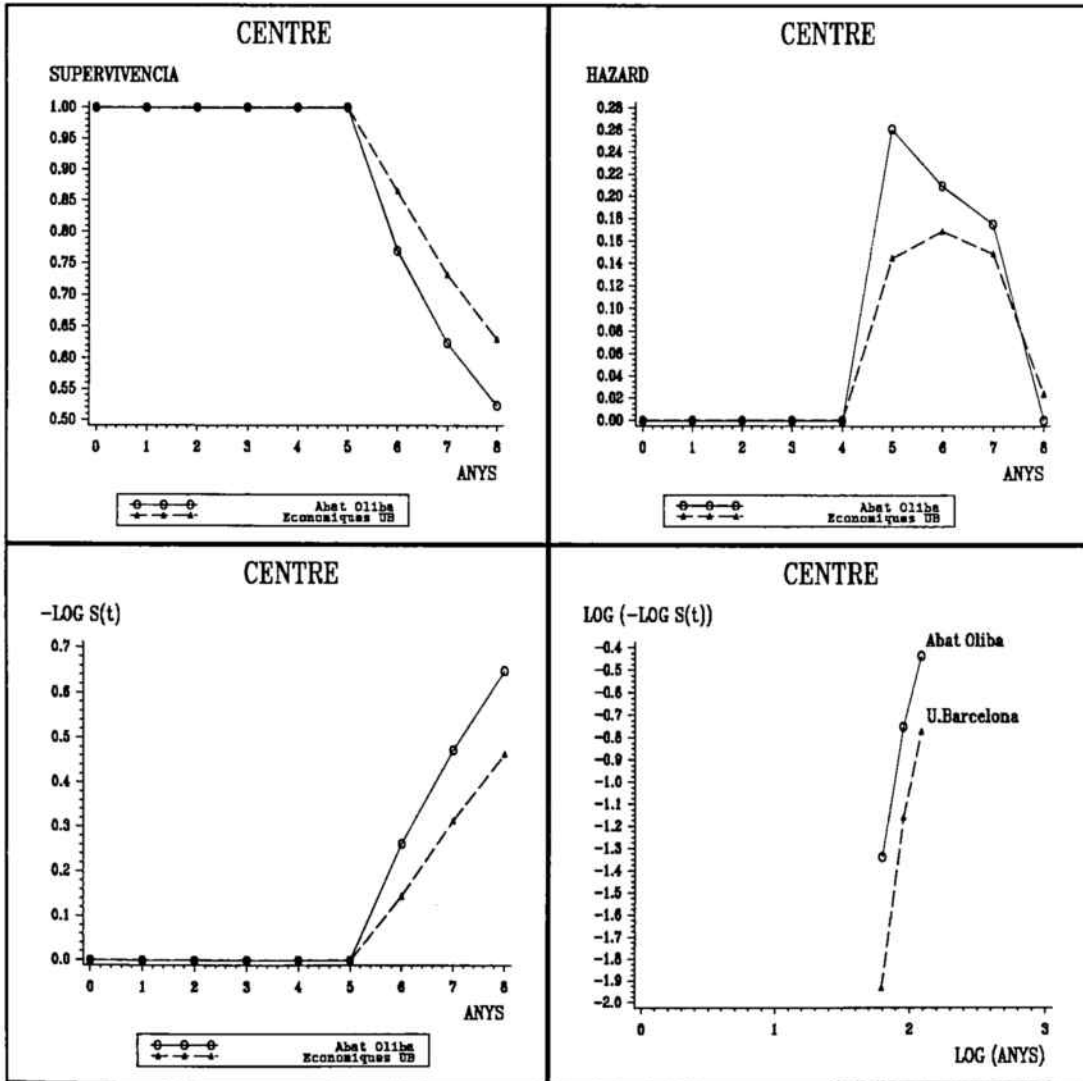 CENTRE
SUPERVIVENCIA
1.00
0.95
0.90
0.85
0.80
0.75
0.70
0.65
0.60
0.55
0.50
0 1 2 3 4 5 6 7 8
ANYS
Abat Oliba
Economiques UB
CENTRE
HAZARD
0.28
0.26
0.24
0.22
0.20
0.18
0.16
0.14
0.12
0.10
0.08
0.06
0.04
0.02
0.00
0 1 2 3 4 5 6 7 8
ANYS
Abat Oliba
Economiques UB
CENTRE
-LOG S(t)
0.7
0.6
0.5
0.4
0.3
0.2
0.1
0.0
0 1 2 3 4 5 6 7 8
ANYS
Abat Oliba
Economiques UB
CENTRE
LOG (-LOG S(t))
-0.4
-0.5
-0.6
-0.7
-0.8
-0.9
-1.0
-1.1
-1.2
-1.3
-1.4
-1.5
-1.6
-1.7
-1.8
-1.9
-2.0
Abat Oliba
U.Barcelona
0 1 2 3
LOG (ANYS)